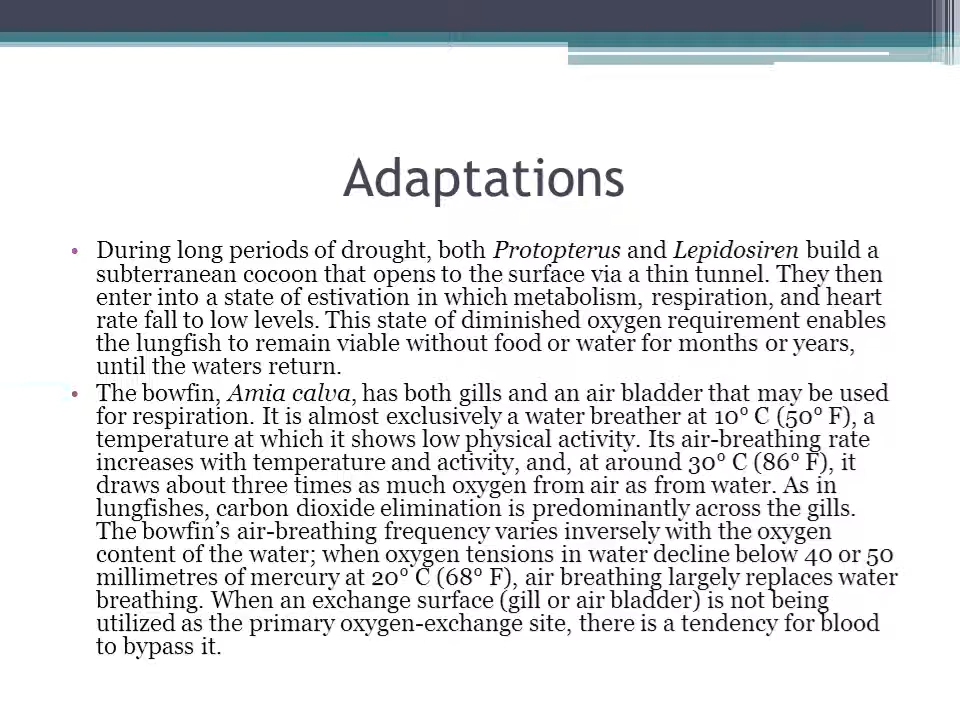 Adaptations
• During long periods of drought, both Protopterus and Lepidosiren build a
subterranean cocoon that opens to the surface via a thin tunnel. They then
enter into a state of estivation in which metabolism, respiration, and heart
rate fall to low levels. This state of diminished oxygen requirement enables
the lungfish to remain viable without food or water for months or years,
until the waters return.
• The bowfin, Amia calva, has both gills and an air bladder that may be used
for respiration. It is almost exclusively a water breather at 10° C (50° F), a
temperature at which it shows low physical activity. Its air-breathing rate
increases with temperature and activity, and, at around 30° C (86° F), it
draws about three times as much oxygen from air as from water. As in
lungfishes, carbon dioxide elimination is predominantly across the gills.
The bowfin’s air-breathing frequency varies inversely with the oxygen
content of the water; when oxygen tensions in water decline below 40 or 50
millimetres of mercury at 20° C (68° F), air breathing largely replaces water
breathing. When an exchange surface (gill or air bladder) is not being
utilized as the primary oxygen-exchange site, there is a tendency for blood
to bypass it.